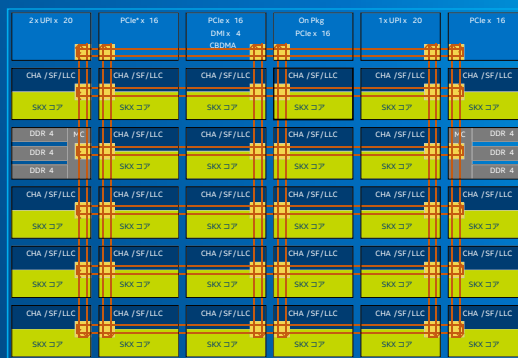 2 x UPI x 20 PCIe* x 16 PCIe x 16 On Pkg 1 x UPI x 20 PCIe x 16
DMI x 4 PCIe x 16
CBDMA
CHA /SF/LLC CHA /SF/LLC CHA /SF/LLC CHA /SF/LLC CHA /SF/LLC CHA /SF/LLC
SKX コア SKX コア SKX コア SKX コア SKX コア SKX コア
DDR 4 MC CHA /SF/LLC CHA /SF/LLC CHA /SF/LLC CHA /SF/LLC MC DDR 4
DDR 4 DDR 4
DDR 4 SKX コア SKX コア SKX コア SKX コア DDR 4
CHA /SF/LLC CHA /SF/LLC CHA /SF/LLC CHA /SF/LLC CHA /SF/LLC CHA /SF/LLC
SKX コア SKX コア SKX コア SKX コア SKX コア SKX コア
CHA /SF/LLC CHA /SF/LLC CHA /SF/LLC CHA /SF/LLC CHA /SF/LLC CHA /SF/LLC
SKX コア SKX コア SKX コア SKX コア SKX コア SKX コア
CHA /SF/LLC CHA /SF/LLC CHA /SF/LLC CHA /SF/LLC CHA /SF/LLC CHA /SF/LLC
SKX コア SKX コア SKX コア SKX コア SKX コア SKX コア